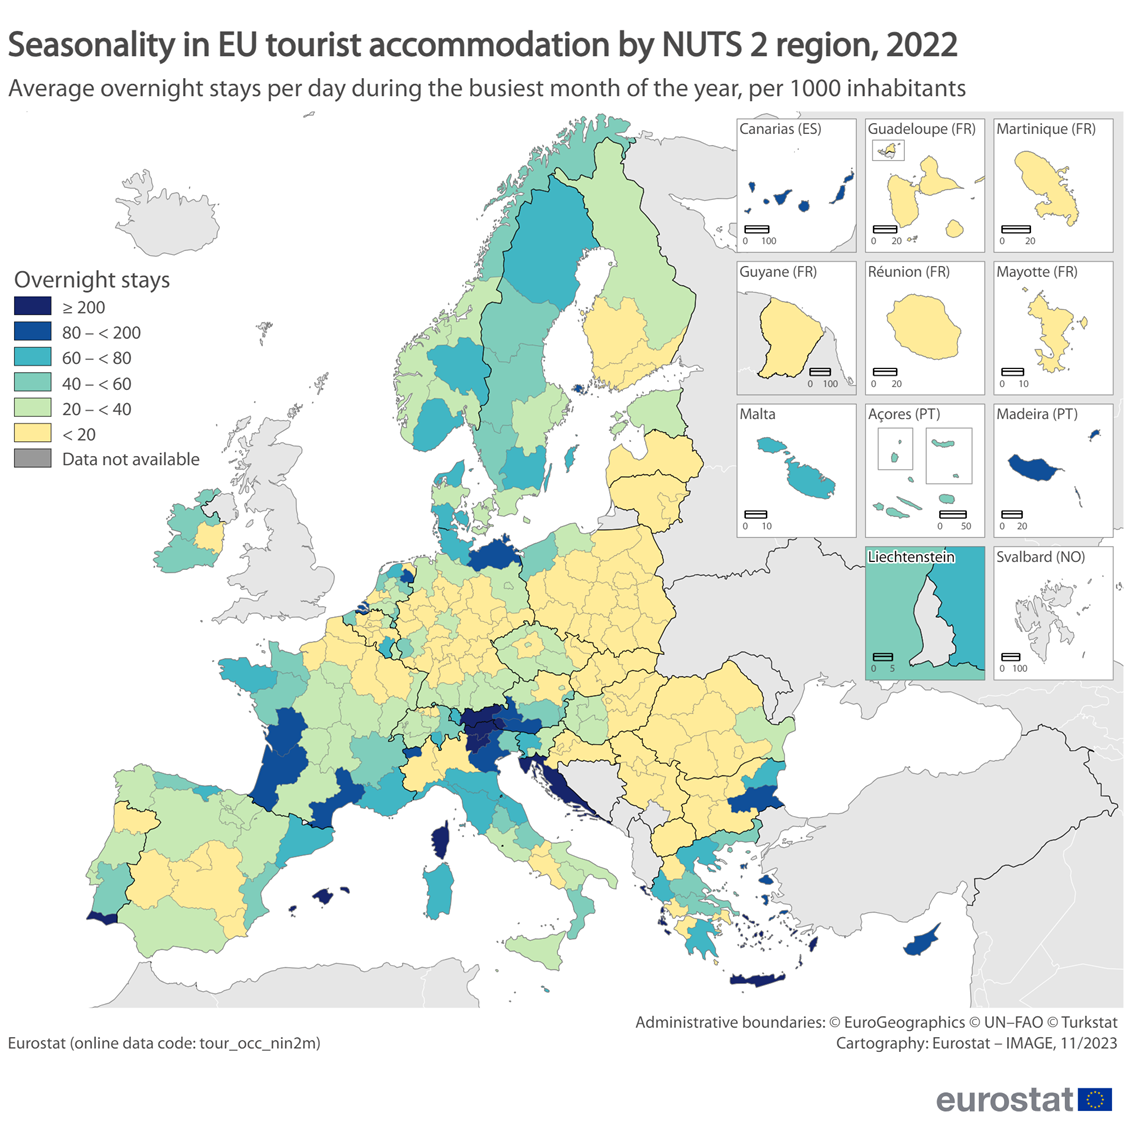 Seasonality in EU tourist accommodation by NUTS 2 region, 2022
Average overnight stays per day during the busiest month of the year, per 1000 inhabitants
Overnight stays
≥ 200
80 – < 200
60 – < 80
40 – < 60
20 – < 40
< 20
Data not available
Canarias (ES)
0 100
Guadeloupe (FR)
0 20
Martinique (FR)
0 20
Guyane (FR)
0 100
Réunion (FR)
0 20
Mayotte (FR)
0 10
Malta
0 10
Açores (PT)
0 50
Madeira (PT)
0 20
Liechtenstein
0 5
Svalbard (NO)
0 100
Administrative boundaries: © EuroGeographics © UN–FAO © Turkstat
Cartography: Eurostat – IMAGE, 11/2023
Eurostat (online data code: tour_occ_nin2m)
eurostat